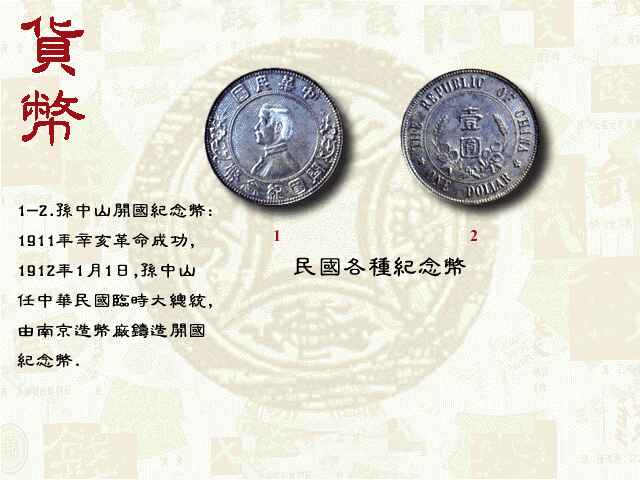 貨幣
中華民國
開國紀念幣
THE REPUBLIC OF CHINA
壹圓
ONE DOLLAR
1
2
民國各種紀念幣
1-2.孫中山開國紀念幣:
1911年辛亥革命成功,
1912年1月1日,孫中山
任中華民國臨時大總統,
由南京造幣廠鑄造開國
紀念幣.